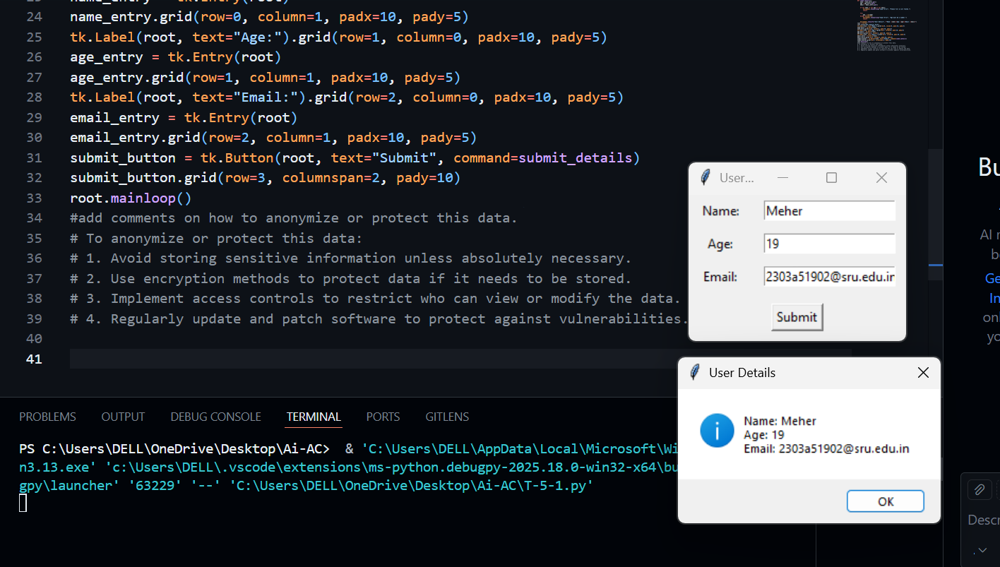 23 name_entry = tk.Entry(root)
24 name_entry.grid(row=0, column=1, padx=10, pady=5)
25 tk.Label(root, text="Age:").grid(row=1, column=0, padx=10, pady=5)
26 age_entry = tk.Entry(root)
27 age_entry.grid(row=1, column=1, padx=10, pady=5)
28 tk.Label(root, text="Email:").grid(row=2, column=0, padx=10, pady=5)
29 email_entry = tk.Entry(root)
30 email_entry.grid(row=2, column=1, padx=10, pady=5)
31 submit_button = tk.Button(root, text="Submit", command=submit_details)
32 submit_button.grid(row=3, columnspan=2, pady=10)
33 root.mainloop()
34 #add comments on how to anonymize or protect this data.
35 # To anonymize or protect this data:
36 # 1. Avoid storing sensitive information unless absolutely necessary.
37 # 2. Use encryption methods to protect data if it needs to be stored.
38 # 3. Implement access controls to restrict who can view or modify the data.
39 # 4. Regularly update and patch software to protect against vulnerabilities.
40
41
User...
Name: Meher
Age: 19
Email: 2303a51902@sru.edu.in
Submit
User Details
Name: Meher
Age: 19
Email: 2303a51902@sru.edu.in
OK
PROBLEMS OUTPUT DEBUG CONSOLE TERMINAL PORTS GITLENS
PS C:\Users\DELL\OneDrive\Desktop\Ai-AC> & 'C:\Users\DELL\AppData\Local\Microsoft\Wi
n3.13.exe' 'c:\Users\DELL\.vscode\extensions\ms-python.debugpy-2025.18.0-win32-x64\bu
gpy\launcher' '63229' '--' 'C:\Users\DELL\OneDrive\Desktop\Ai-AC\T-5-1.py'
Bu
AI
Ge
In
on
yo
Descr